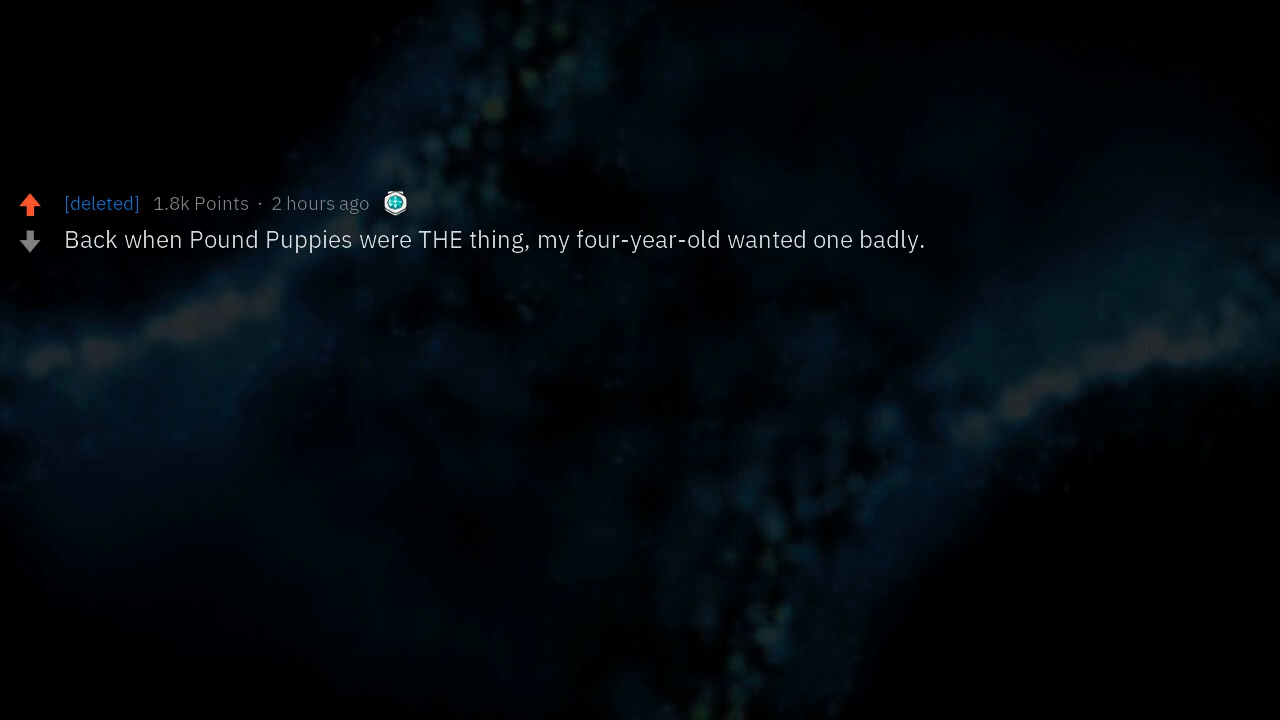 [deleted] 1.8k Points · 2 hours ago
Back when Pound Puppies were THE thing, my four-year-old wanted one badly.